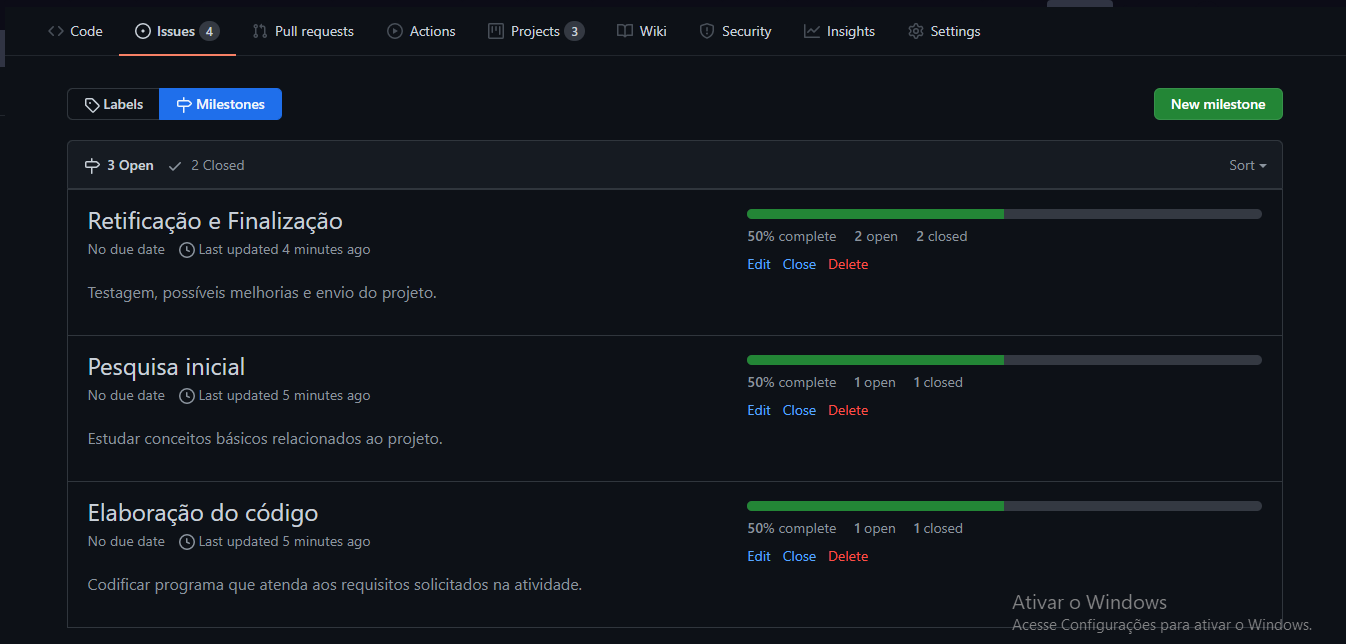 Code Issues 4 Pull requests Actions Projects 3 Wiki Security Insights Settings
Labels Milestones New milestone
3 Open 2 Closed Sort
Retificação e Finalização
No due date Last updated 4 minutes ago
Testagem, possíveis melhorias e envio do projeto.
50% complete 2 open 2 closed
Edit Close Delete
Pesquisa inicial
No due date Last updated 5 minutes ago
Estudar conceitos básicos relacionados ao projeto.
50% complete 1 open 1 closed
Edit Close Delete
Elaboração do código
No due date Last updated 5 minutes ago
Codificar programa que atenda aos requisitos solicitados na atividade.
50% complete 1 open 1 closed
Edit Close Delete
Ativar o Windows
Acesse Configurações para ativar o Windows.